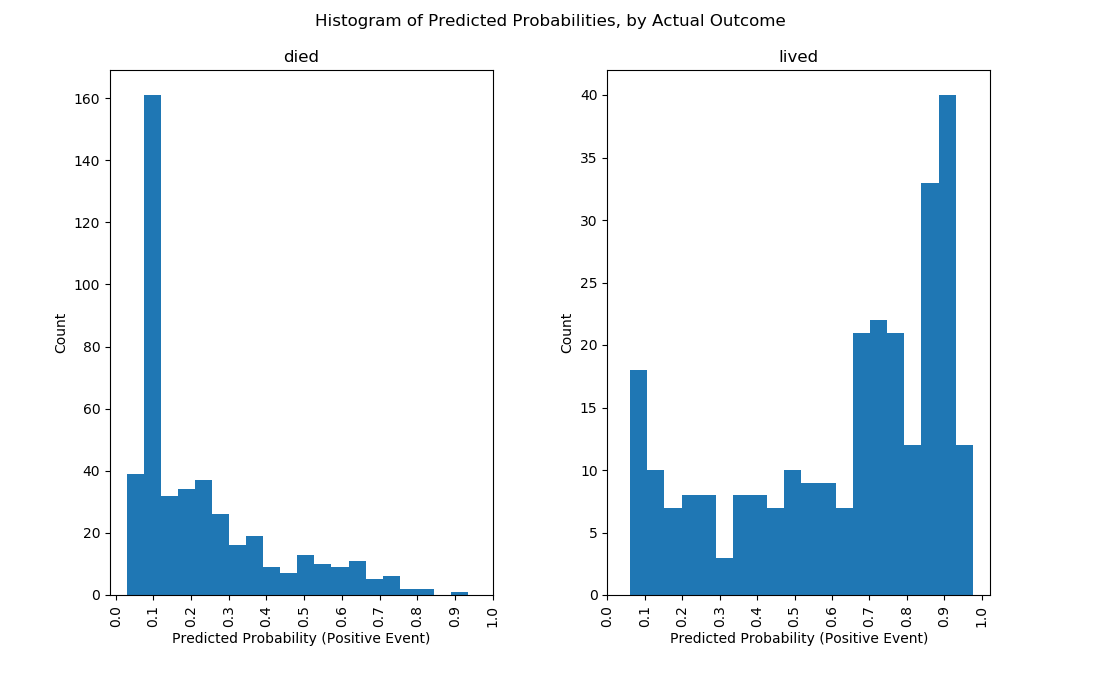 Histogram of Predicted Probabilities, by Actual Outcome
died
160
140
120
100
80
60
40
20
0
Count
0.0 0.1 0.2 0.3 0.4 0.5 0.6 0.7 0.8 0.9 1.0
Predicted Probability (Positive Event)
lived
40
35
30
25
20
15
10
5
0
Count
0.0 0.1 0.2 0.3 0.4 0.5 0.6 0.7 0.8 0.9 1.0
Predicted Probability (Positive Event)